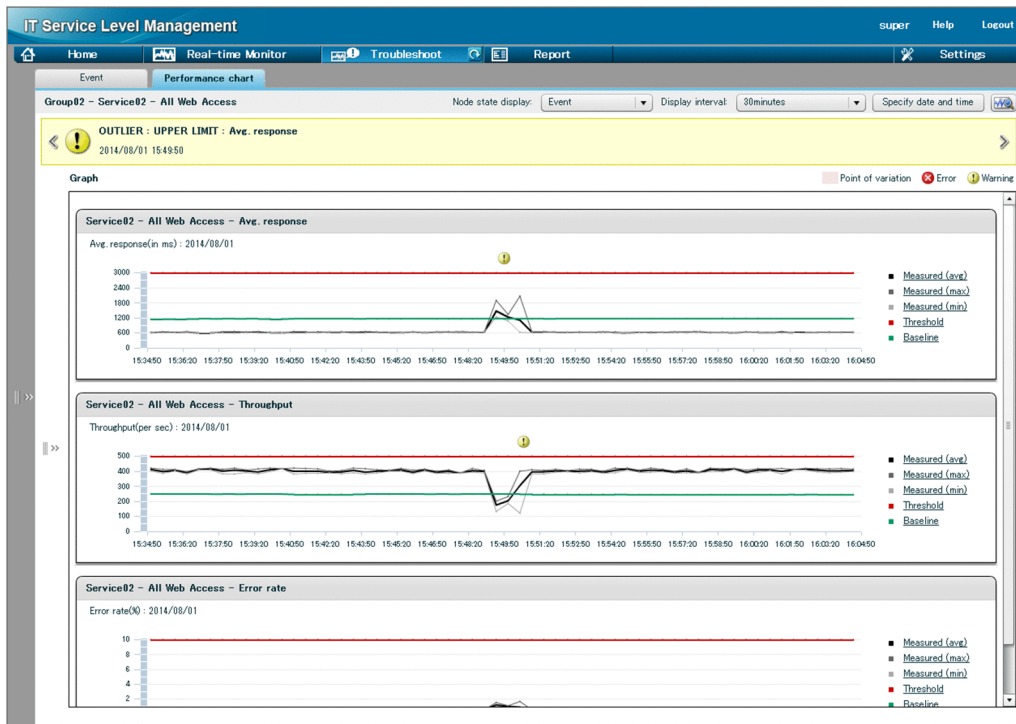 IT Service Level Management
super Help Logout
Home Real-time Monitor Troubleshoot Report Settings
Event Performance chart
Group02 - Service02 - All Web Access Node state display: Event Display interval: 30minutes Specify date and time
OUTLIER : UPPER LIMIT : Avg. response
2014/08/01 15:49:50
Graph Point of variation Error Warning
Service02 - All Web Access - Avg. response
Avg. response(in ms) : 2014/08/01
3000
2400
1800
1200
600
0
15:34:50 15:36:20 15:37:50 15:39:20 15:40:50 15:42:20 15:43:50 15:45:20 15:46:50 15:48:20 15:49:50 15:51:20 15:52:50 15:54:20 15:55:50 15:57:20 15:58:50 16:00:20 16:01:50 16:03:20 16:04:50
Measured (avg)
Measured (max)
Measured (min)
Threshold
Baseline
Service02 - All Web Access - Throughput
Throughput(per sec) : 2014/08/01
500
400
300
200
100
0
15:34:50 15:36:20 15:37:50 15:39:20 15:40:50 15:42:20 15:43:50 15:45:20 15:46:50 15:48:20 15:49:50 15:51:20 15:52:50 15:54:20 15:55:50 15:57:20 15:58:50 16:00:20 16:01:50 16:03:20 16:04:50
Measured (avg)
Measured (max)
Measured (min)
Threshold
Baseline
Service02 - All Web Access - Error rate
Error rate(%) : 2014/08/01
10
8
6
4
2
Measured (avg)
Measured (max)
Measured (min)
Threshold
Baseline